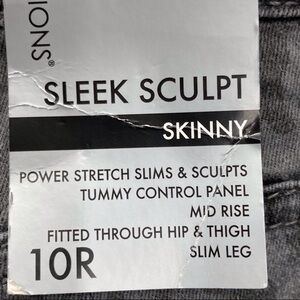 IONS®
SLEEK SCULPT
SKINNY
POWER STRETCH SLIMS & SCULPTS
TUMMY CONTROL PANEL
MID RISE
FITTED THROUGH HIP & THIGH
SLIM LEG
10R